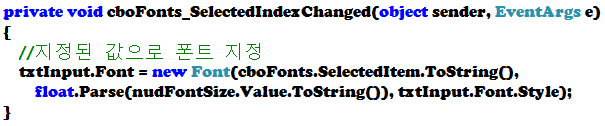 private void cboFonts_SelectedIndexChanged(object sender, EventArgs e)
{
//지정된 값으로 폰트 지정
txtInput.Font = new Font(cboFonts.SelectedItem.ToString(),
float.Parse(nudFontSize.Value.ToString()), txtInput.Font.Style);
}